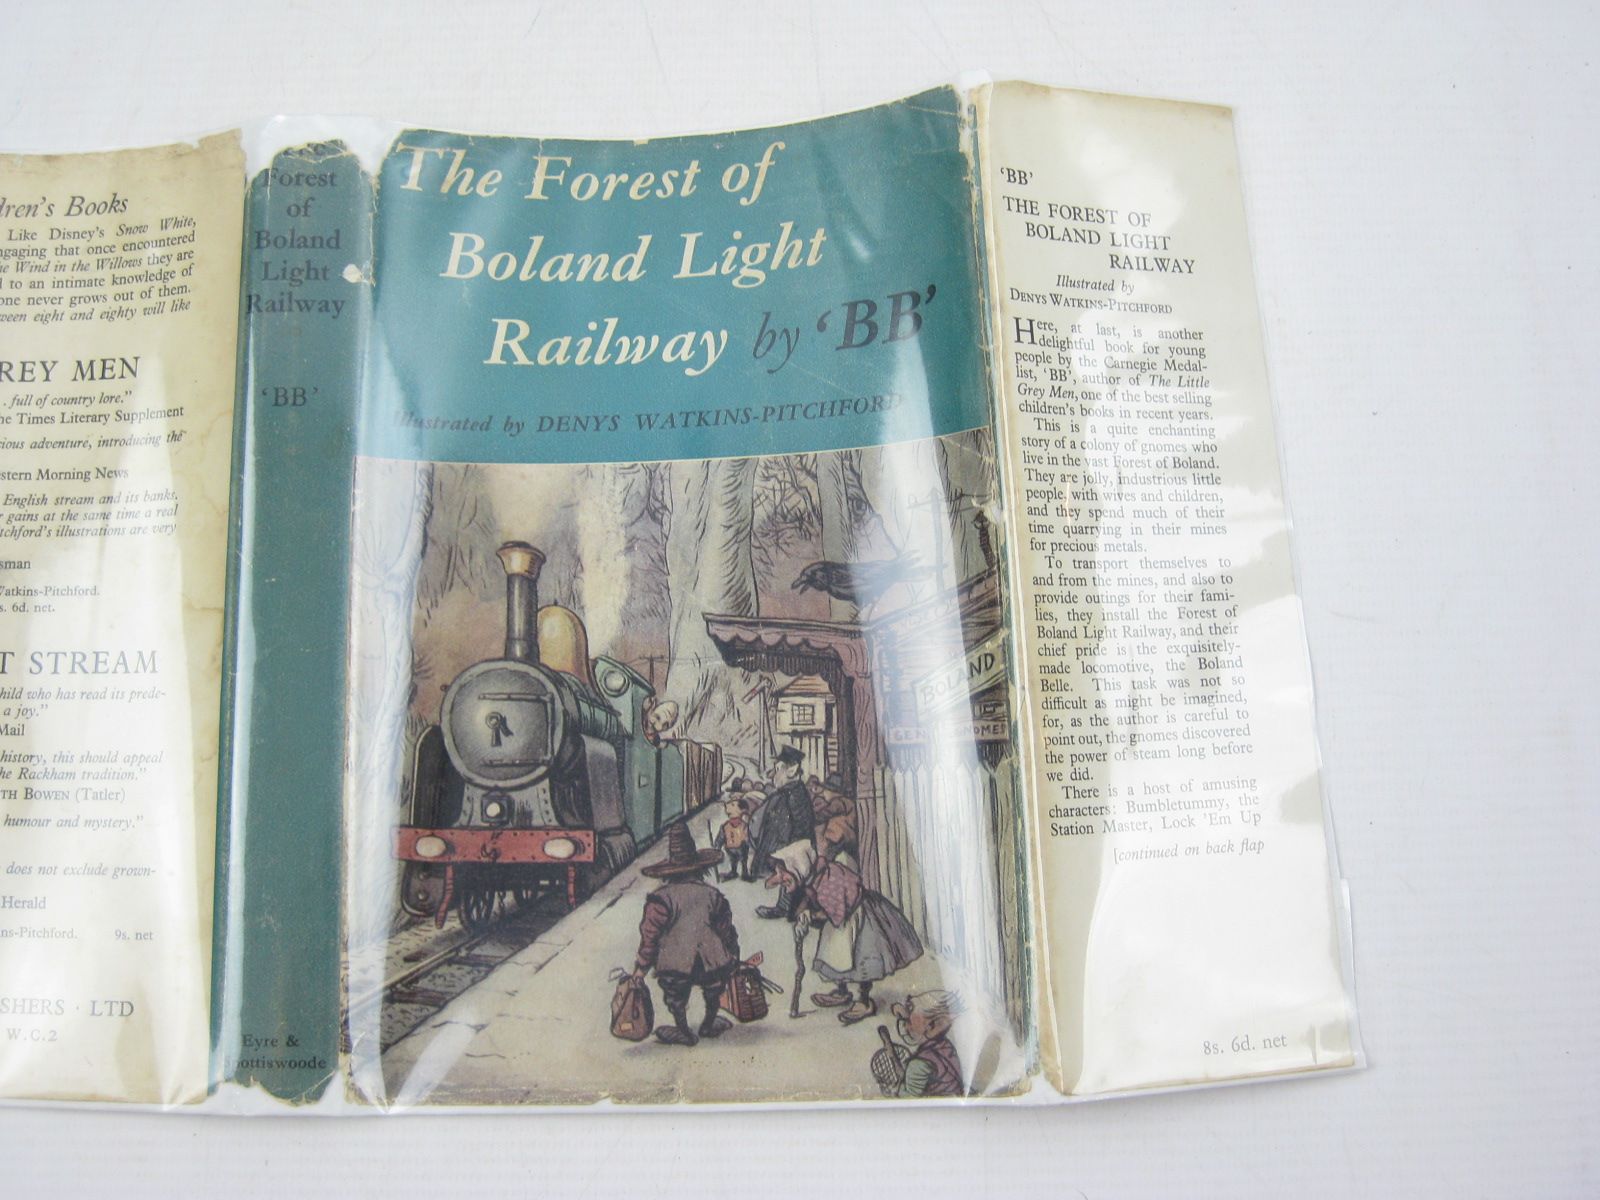 dren's Books
Like Disney's Snow White,
ngaging that once encountered
e Wind in the Willows they are
d to an intimate knowledge of
one never grows out of them.
ween eight and eighty will like
REY MEN
. full of country lore."
he Times Literary Supplement
cious adventure, introducing the
stern Morning News
English stream and its banks.
r gains at the same time a real
tchford's illustrations are very
sman
Watkins-Pitchford.
s. 6d. net.
T STREAM
child who has read its prede-
a joy."
Mail
history, this should appeal
he Rackham tradition."
TH BOWEN (Tatler)
humour and mystery."
does not exclude grown-
Herald
ns-Pitchford. 9s. net
SHERS · LTD
W.C.2
Forest
of
Boland
Light
Railway
'BB'
Eyre &
Spottiswoode
The Forest of
Boland Light
Railway by 'BB'
Illustrated by DENYS WATKINS-PITCHFORD
BOLAND
GEN
GNOMES
'BB'
THE FOREST OF
BOLAND LIGHT
RAILWAY
Illustrated by
DENYS WATKINS-PITCHFORD
Here, at last, is another
delightful book for young
people by the Carnegie Medal-
list, 'BB', author of The Little
Grey Men, one of the best selling
children's books in recent years.
This is a quite enchanting
story of a colony of gnomes who
live in the vast Forest of Boland.
They are jolly, industrious little
people, with wives and children,
and they spend much of their
time quarrying in their mines
for precious metals.
To transport themselves to
and from the mines, and also to
provide outings for their fami-
lies, they install the Forest of
Boland Light Railway, and their
chief pride is the exquisitely-
made locomotive, the Boland
Belle. This task was not so
difficult as might be imagined,
for, as the author is careful to
point out, the gnomes discovered
the power of steam long before
we did.
There is a host of amusing
characters: Bumbletummy, the
Station Master, Lock 'Em Up
[continued on back flap
8s. 6d. net